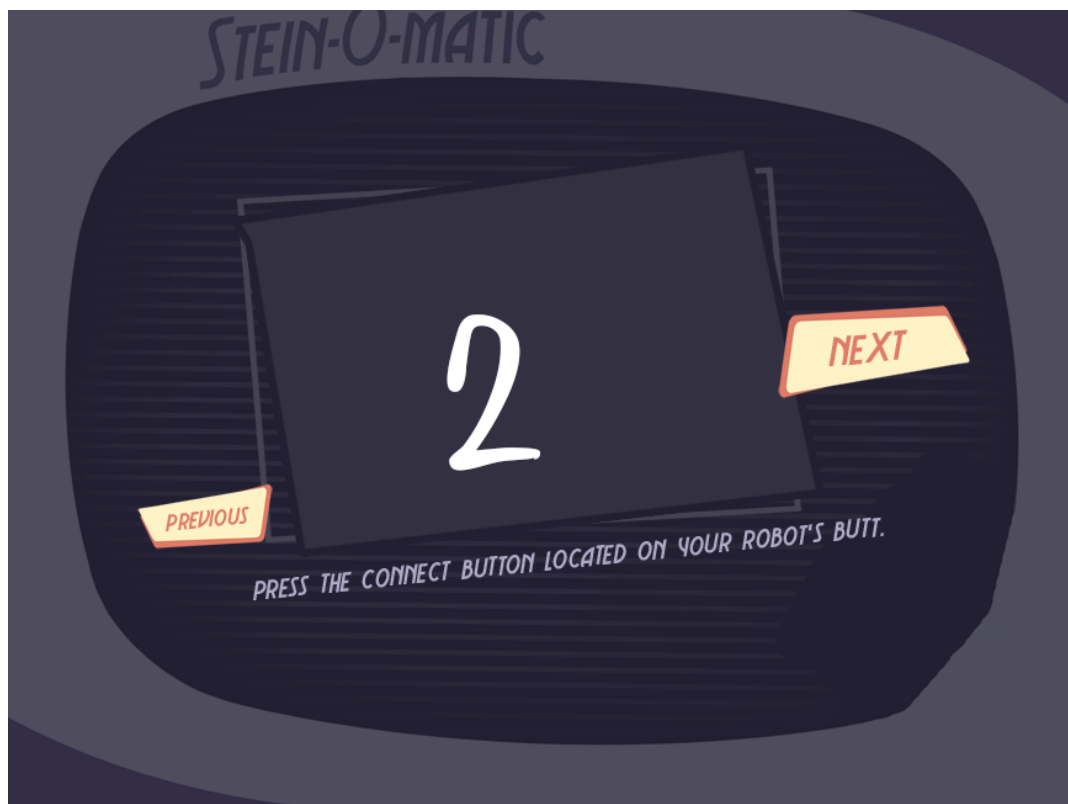 STEIN-O-MATIC
2
NEXT
PREVIOUS
PRESS THE CONNECT BUTTON LOCATED ON YOUR ROBOT'S BUTT.